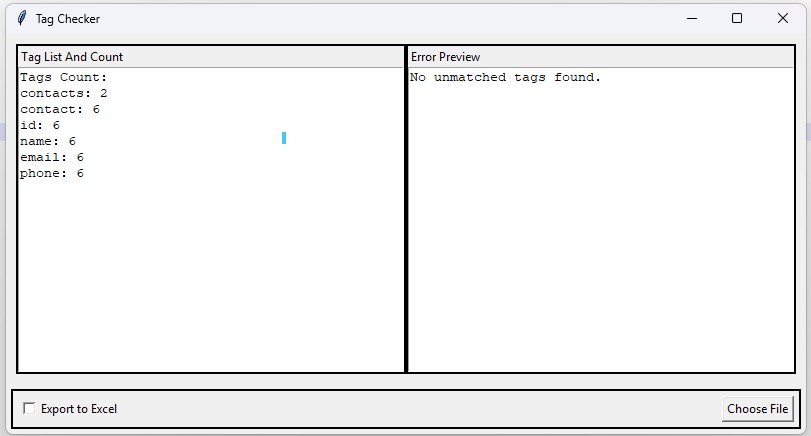 Tag Checker
Tag List And Count
Tags Count:
contacts: 2
contact: 6
id: 6
name: 6
email: 6
phone: 6
Error Preview
No unmatched tags found.
Export to Excel
Choose File